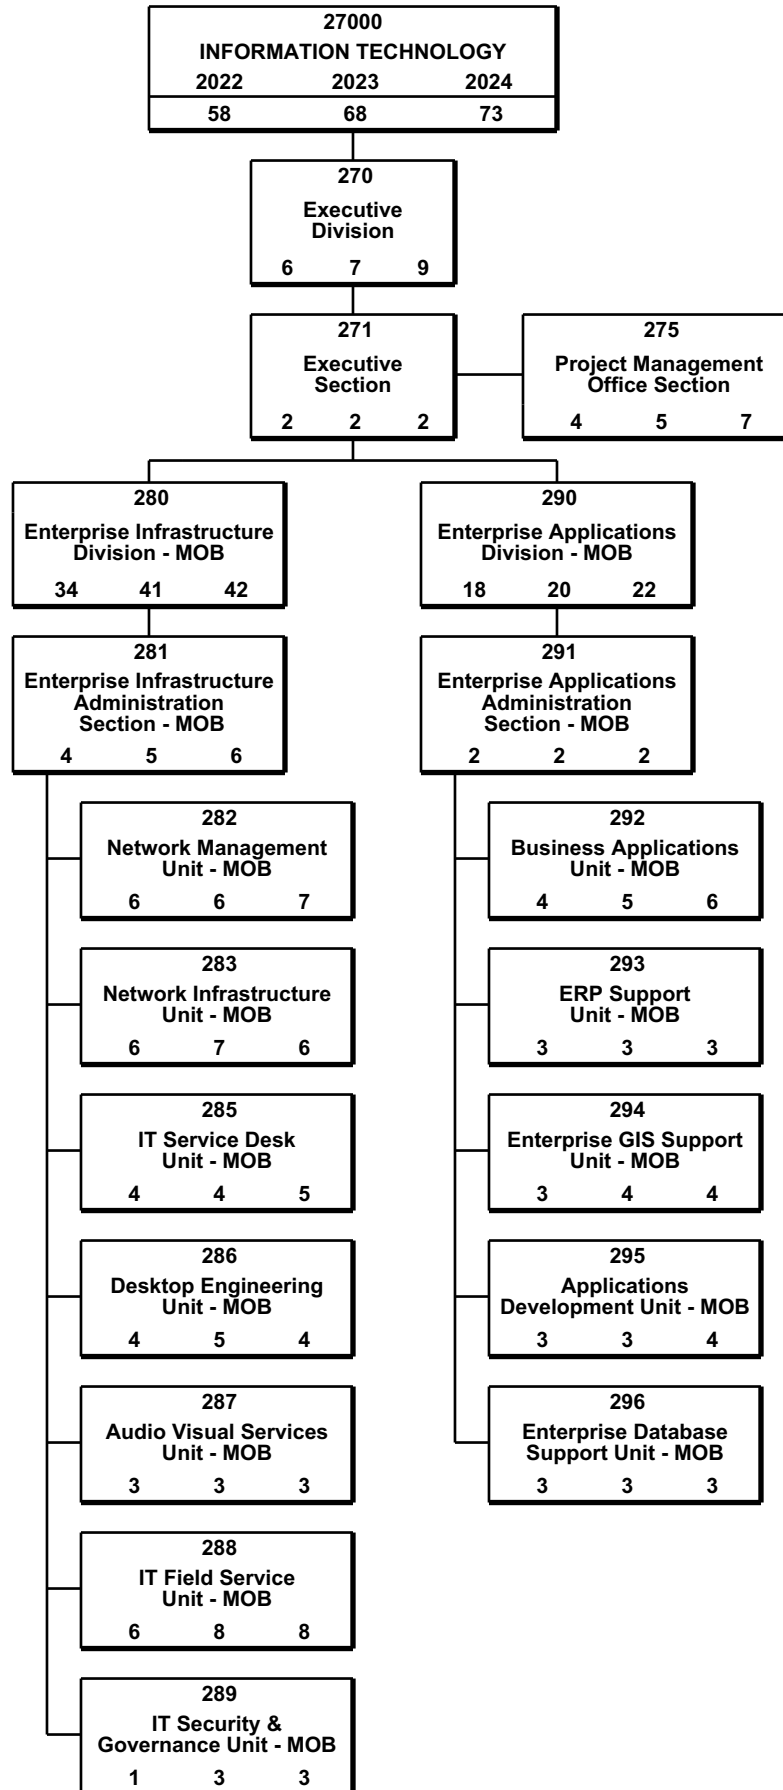 27000
INFORMATION TECHNOLOGY
2022 2023 2024
58 68 73
270
Executive
Division
6 7 9
271
Executive
Section
2 2 2
275
Project Management
Office Section
4 5 7
280
Enterprise Infrastructure
Division - MOB
34 41 42
290
Enterprise Applications
Division - MOB
18 20 22
281
Enterprise Infrastructure
Administration
Section - MOB
4 5 6
291
Enterprise Applications
Administration
Section - MOB
2 2 2
282
Network Management
Unit - MOB
6 6 7
292
Business Applications
Unit - MOB
4 5 6
283
Network Infrastructure
Unit - MOB
6 7 6
293
ERP Support
Unit - MOB
3 3 3
285
IT Service Desk
Unit - MOB
4 4 5
294
Enterprise GIS Support
Unit - MOB
3 4 4
286
Desktop Engineering
Unit - MOB
4 5 4
295
Applications
Development Unit - MOB
3 3 4
287
Audio Visual Services
Unit - MOB
3 3 3
296
Enterprise Database
Support Unit - MOB
3 3 3
288
IT Field Service
Unit - MOB
6 8 8
289
IT Security &
Governance Unit - MOB
1 3 3